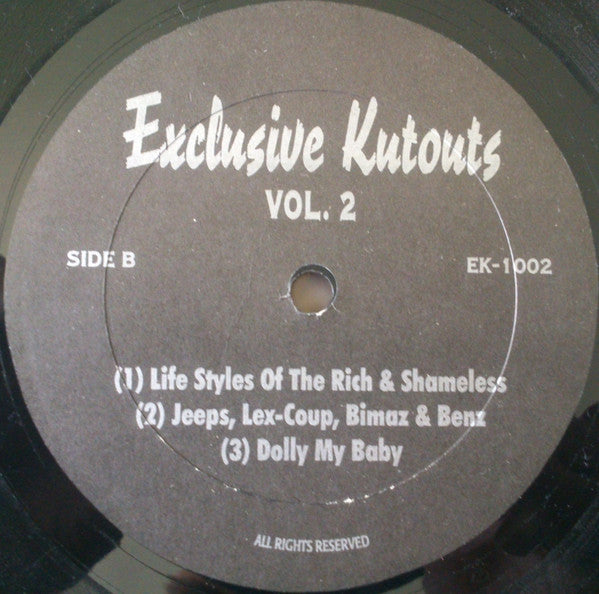 Exclusive Kutouts
VOL. 2
SIDE B
EK-1002
(1) Life Styles Of The Rich & Shameless
(2) Jeeps, Lex-Coup, Bimaz & Benz
(3) Dolly My Baby
ALL RIGHTS RESERVED